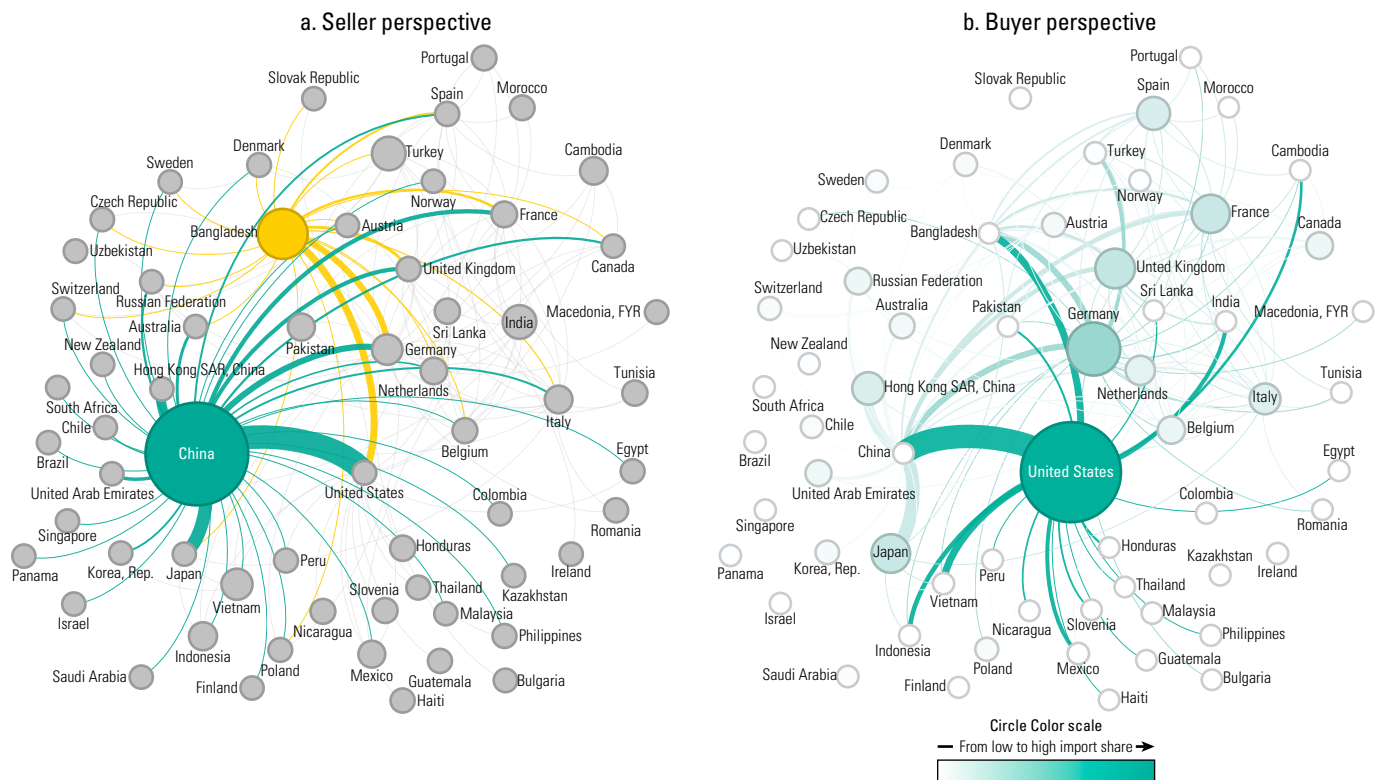 a. Seller perspective
Portugal
Slovak Republic
Spain
Morocco
Denmark
Turkey
Cambodia
Sweden
Norway
Czech Republic
France
Bangladesh
Austria
Uzbekistan
United Kingdom
Canada
Switzerland
Russian Federation
Australia
Sri Lanka
India
Macedonia, FYR
New Zealand
Pakistan
Germany
Hong Kong SAR, China
Netherlands
Tunisia
South Africa
Chile
Italy
Brazil
China
Belgium
Egypt
United Arab Emirates
United States
Colombia
Singapore
Romania
Panama
Korea, Rep.
Japan
Peru
Honduras
Ireland
Vietnam
Slovenia
Thailand
Kazakhstan
Israel
Nicaragua
Malaysia
Philippines
Indonesia
Poland
Mexico
Saudi Arabia
Finland
Guatemala
Bulgaria
Haiti
b. Buyer perspective
Portugal
Slovak Republic
Spain
Morocco
Denmark
Turkey
Cambodia
Sweden
Norway
Czech Republic
France
Bangladesh
Austria
Canada
Uzbekistan
United Kingdom
Russian Federation
Switzerland
Sri Lanka
Australia
Pakistan
India
Macedonia, FYR
Germany
New Zealand
Hong Kong SAR, China
Netherlands
Tunisia
South Africa
Italy
Chile
Belgium
Brazil
China
Egypt
United States
United Arab Emirates
Colombia
Singapore
Romania
Japan
Honduras
Kazakhstan
Panama
Korea, Rep.
Peru
Ireland
Vietnam
Thailand
Israel
Nicaragua
Slovenia
Malaysia
Philippines
Indonesia
Poland
Mexico
Guatemala
Saudi Arabia
Finland
Bulgaria
Haiti
Circle Color scale
From low to high import share